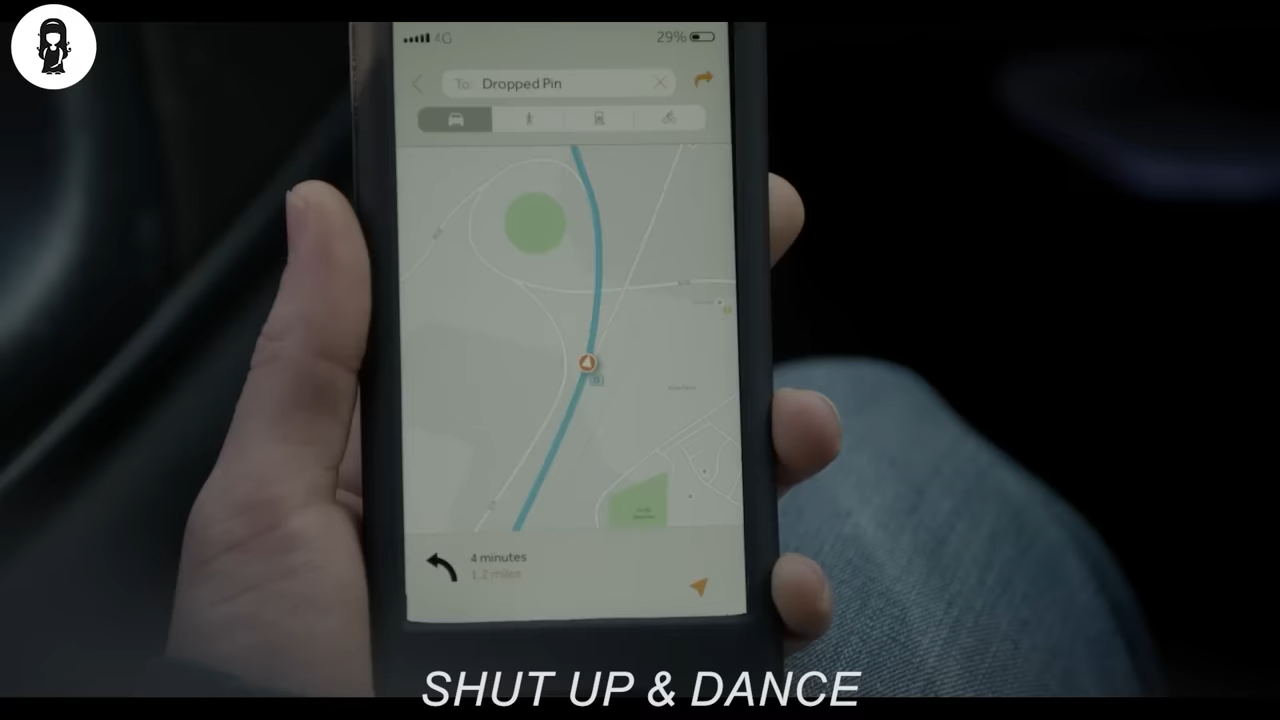 4G
29%
To: Dropped Pin
4 minutes
1.2 miles
SHUT UP & DANCE